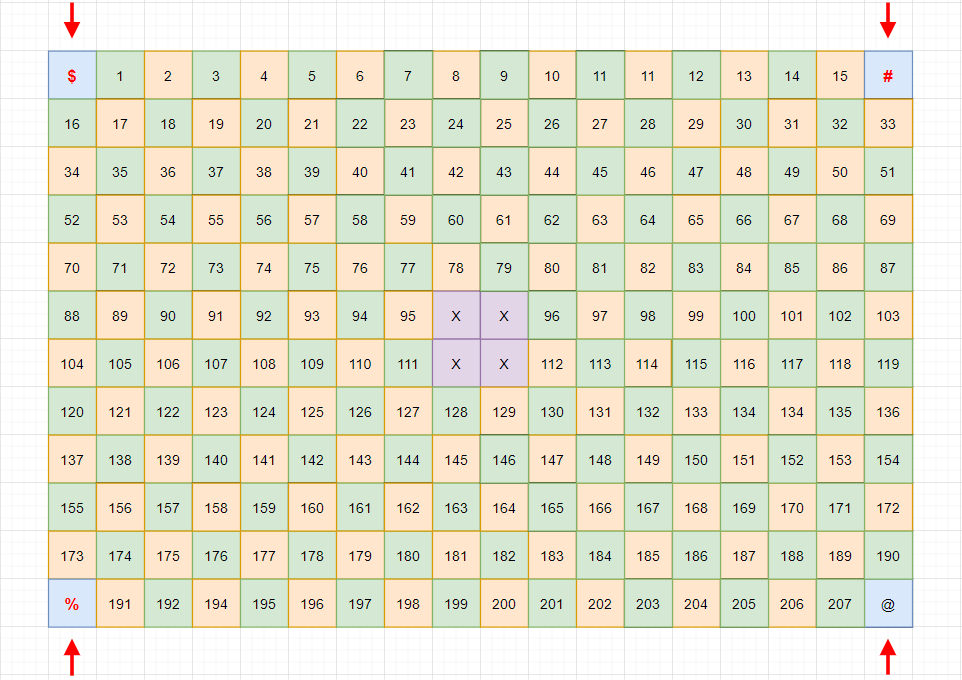 $ 1 2 3 4 5 6 7 8 9 10 11 11 12 13 14 15 #
16 17 18 19 20 21 22 23 24 25 26 27 28 29 30 31 32 33
34 35 36 37 38 39 40 41 42 43 44 45 46 47 48 49 50 51
52 53 54 55 56 57 58 59 60 61 62 63 64 65 66 67 68 69
70 71 72 73 74 75 76 77 78 79 80 81 82 83 84 85 86 87
88 89 90 91 92 93 94 95 X X 96 97 98 99 100 101 102 103
104 105 106 107 108 109 110 111 X X 112 113 114 115 116 117 118 119
120 121 122 123 124 125 126 127 128 129 130 131 132 133 134 134 135 136
137 138 139 140 141 142 143 144 145 146 147 148 149 150 151 152 153 154
155 156 157 158 159 160 161 162 163 164 165 166 167 168 169 170 171 172
173 174 175 176 177 178 179 180 181 182 183 184 185 186 187 188 189 190
% 191 192 194 195 196 197 198 199 200 201 202 203 204 205 206 207 @